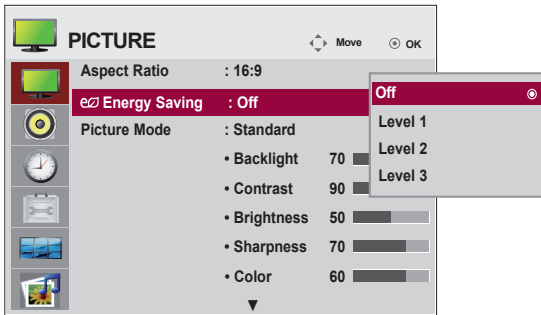 PICTURE Move OK
Aspect Ratio : 16:9
Energy Saving : Off
Picture Mode : Standard
• Backlight 70
• Contrast 90
• Brightness 50
• Sharpness 70
• Color 60
▼
Off
Level 1
Level 2
Level 3